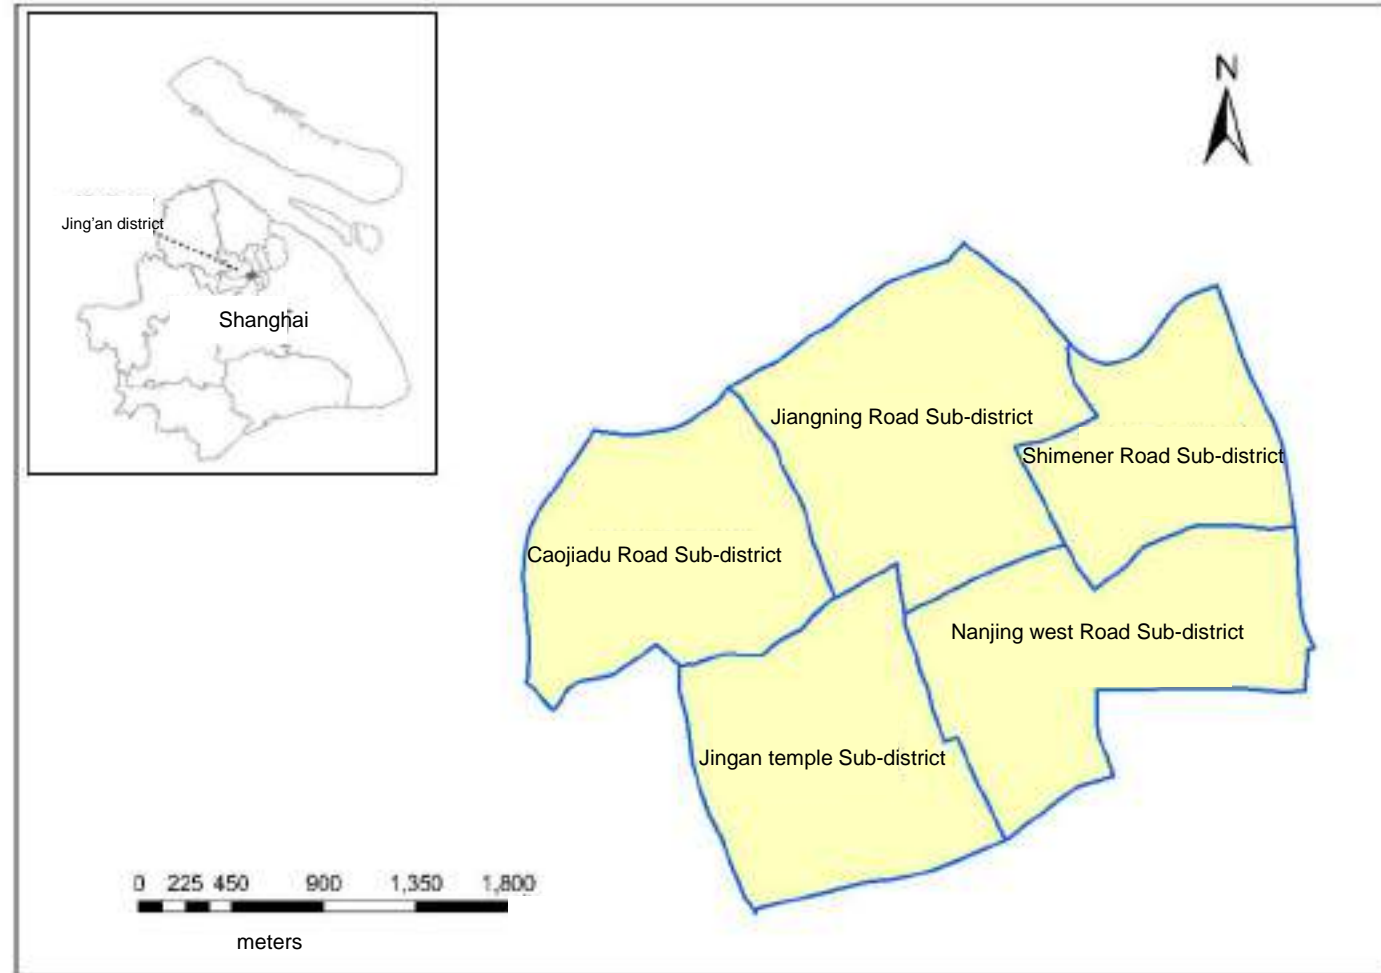 N
Jing'an district
Shanghai
Jiangning Road Sub-district
Shimener Road Sub-district
Caojiadu Road Sub-district
Nanjing west Road Sub-district
Jingan temple Sub-district
0 225 450 900 1,350 1,800
meters